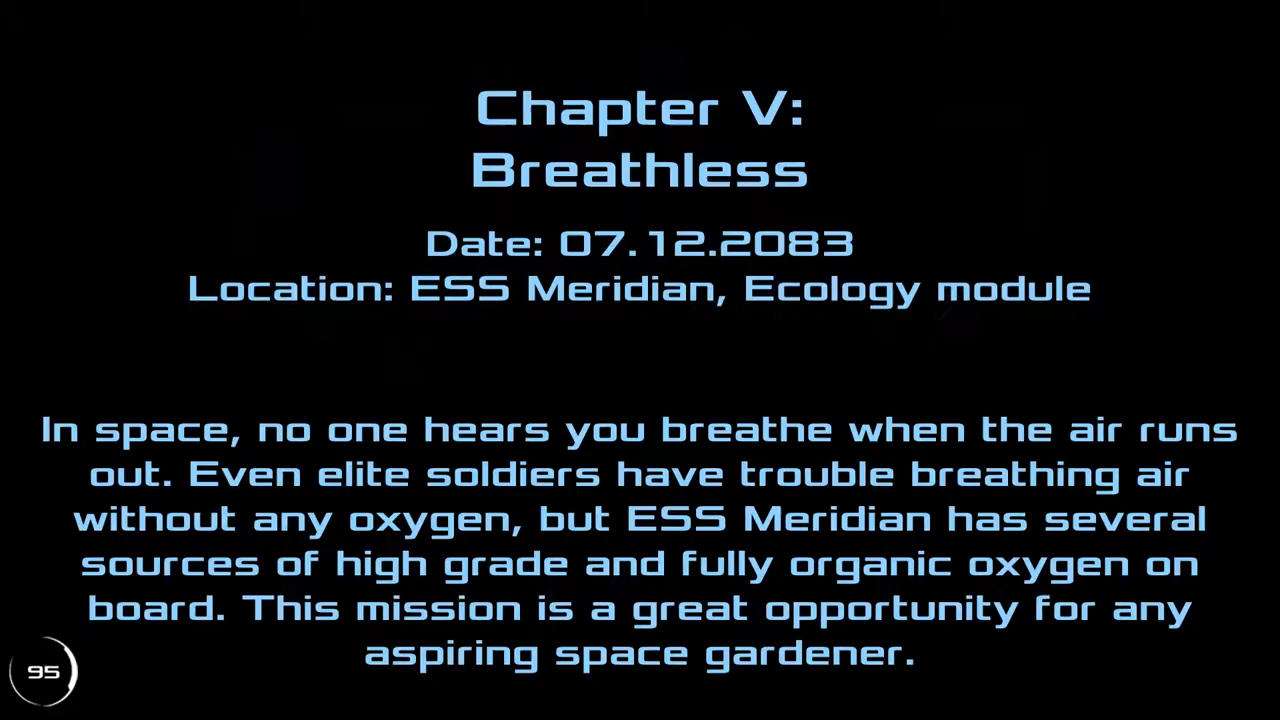 Chapter V:
Breathless
Date: 07.12.2083
Location: ESS Meridian, Ecology module
In space, no one hears you breathe when the air runs
out. Even elite soldiers have trouble breathing air
without any oxygen, but ESS Meridian has several
sources of high grade and fully organic oxygen on
board. This mission is a great opportunity for any
aspiring space gardener.
95